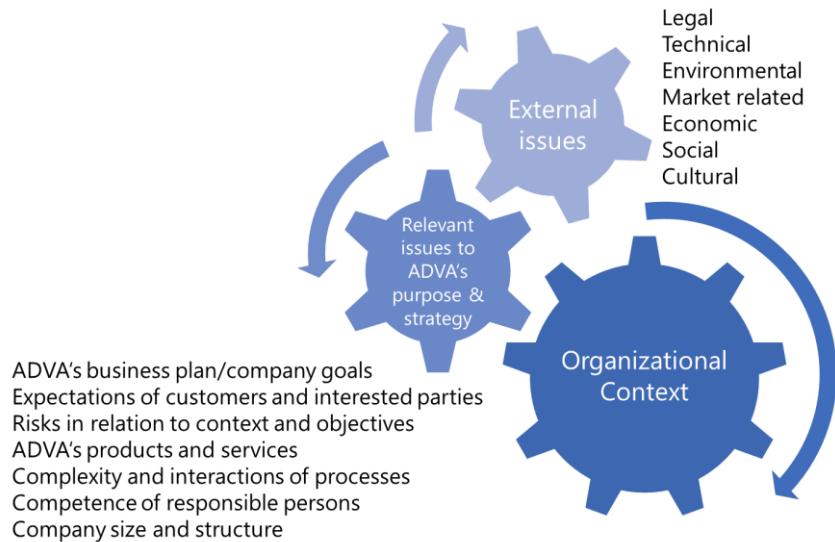 Legal
Technical
Environmental
Market related
Economic
Social
Cultural
External
issues
Relevant
issues to
ADVA’s
purpose &
strategy
Organizational
Context
ADVA’s business plan/company goals
Expectations of customers and interested parties
Risks in relation to context and objectives
ADVA’s products and services
Complexity and interactions of processes
Competence of responsible persons
Company size and structure